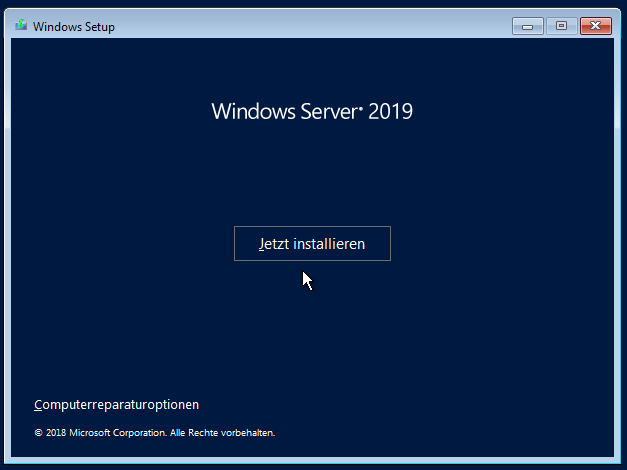 Windows Setup
Windows Server® 2019
Jetzt installieren
Computerreparaturoptionen
© 2018 Microsoft Corporation. Alle Rechte vorbehalten.